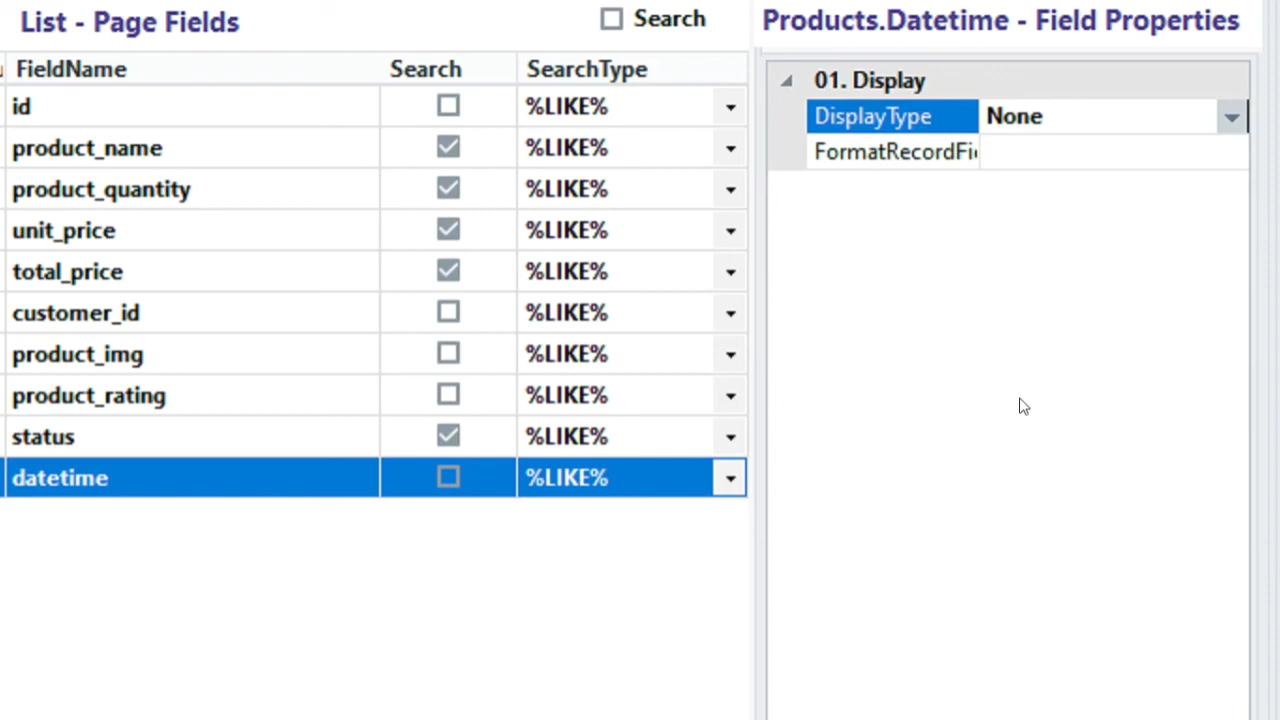 List - Page Fields
Search
FieldName Search SearchType
id %LIKE%
product_name %LIKE%
product_quantity %LIKE%
unit_price %LIKE%
total_price %LIKE%
customer_id %LIKE%
product_img %LIKE%
product_rating %LIKE%
status %LIKE%
datetime %LIKE%
Products.Datetime - Field Properties
01. Display
DisplayType None
FormatRecordFi